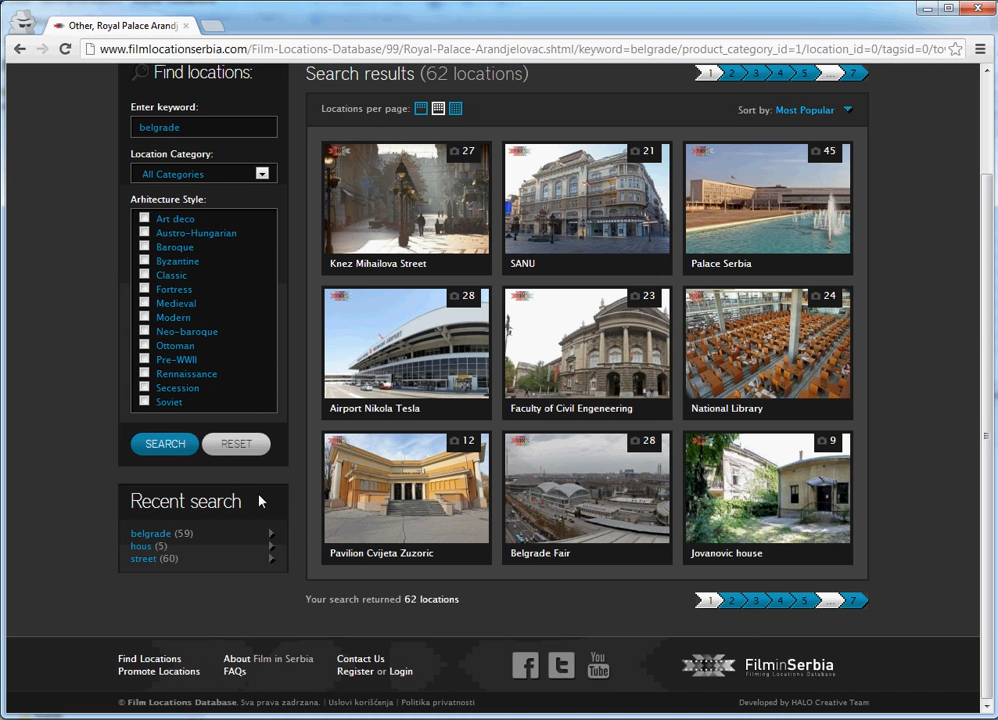 Other, Royal Palace Arandj
www.filmlocationserbia.com/Film-Locations-Database/99/Royal-Palace-Arandjelovac.shtml/keyword=belgrade/product_category_id=1/location_id=0/tagsid=0/to
Find locations:
Enter keyword:
belgrade
Location Category:
All Categories
Arhitecture Style:
Art deco
Austro-Hungarian
Baroque
Byzantine
Classic
Fortress
Medieval
Modern
Neo-baroque
Ottoman
Pre-WWII
Rennaissance
Secession
Soviet
SEARCH RESET
Recent search
belgrade (59)
hous (5)
street (60)
Search results (62 locations)
1 2 3 4 5 ... 7
Locations per page:
Sort by: Most Popular
27 21 45
Knez Mihailova Street SANU Palace Serbia
28 23 24
Airport Nikola Tesla Faculty of Civil Engeneering National Library
12 28 9
Pavilion Cvijeta Zuzoric Belgrade Fair Jovanovic house
Your search returned 62 locations
1 2 3 4 5 ... 7
Find Locations About Film in Serbia Contact Us
Promote Locations FAQs Register or Login
You
Tube
FilminSerbia
Filming Locations Database
© Film Locations Database. Sva prava zadrzana. | Uslovi korišćenja | Politika privatnosti
Developed by HALO Creative Team